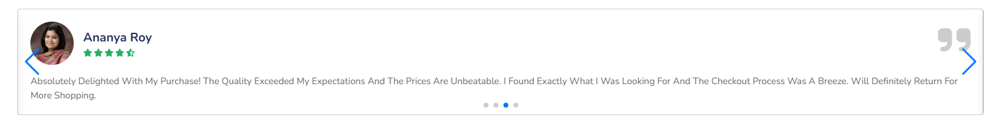 Ananya Roy
Absolutely Delighted With My Purchase! The Quality Exceeded My Expectations And The Prices Are Unbeatable. I Found Exactly What I Was Looking For And The Checkout Process Was A Breeze. Will Definitely Return For
More Shopping.